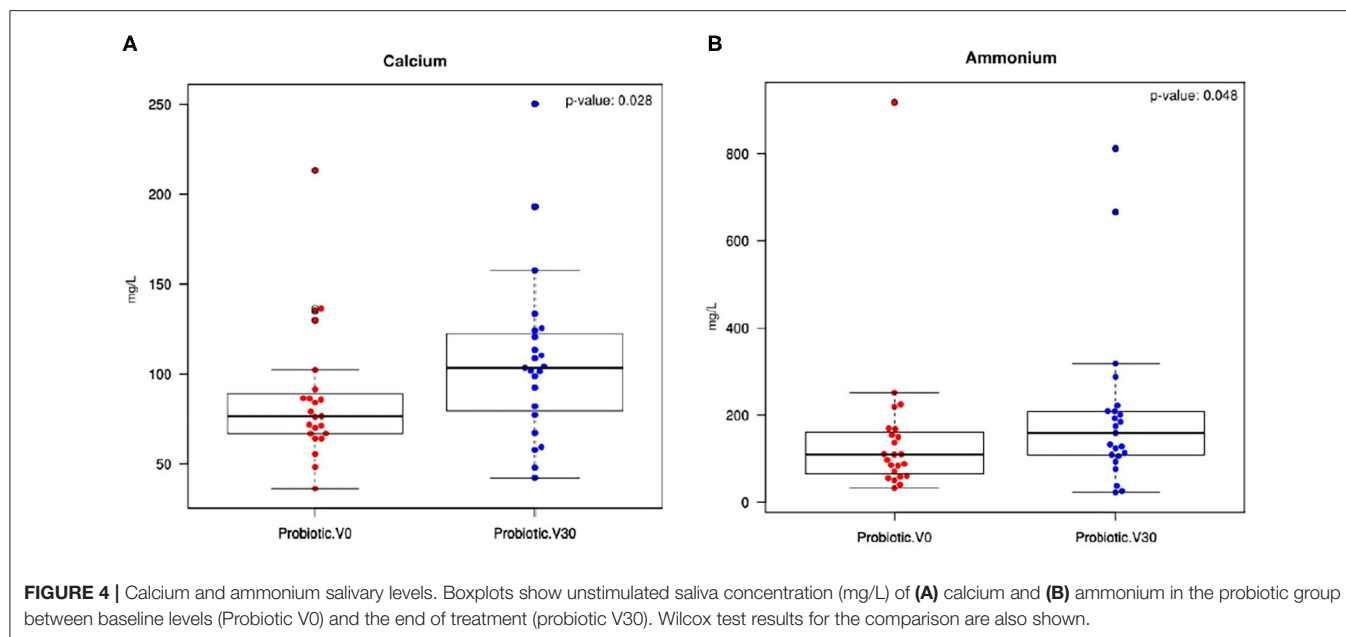 A
Calcium
p-value: 0.028
250
200
150
100
50
mg/L
Probiotic.V0
Probiotic.V30
B
Ammonium
p-value: 0.048
800
600
400
200
0
mg/L
Probiotic.V0
Probiotic.V30
FIGURE 4 | Calcium and ammonium salivary levels. Boxplots show unstimulated saliva concentration (mg/L) of (A) calcium and (B) ammonium in the probiotic group
between baseline levels (Probiotic V0) and the end of treatment (probiotic V30). Wilcox test results for the comparison are also shown.